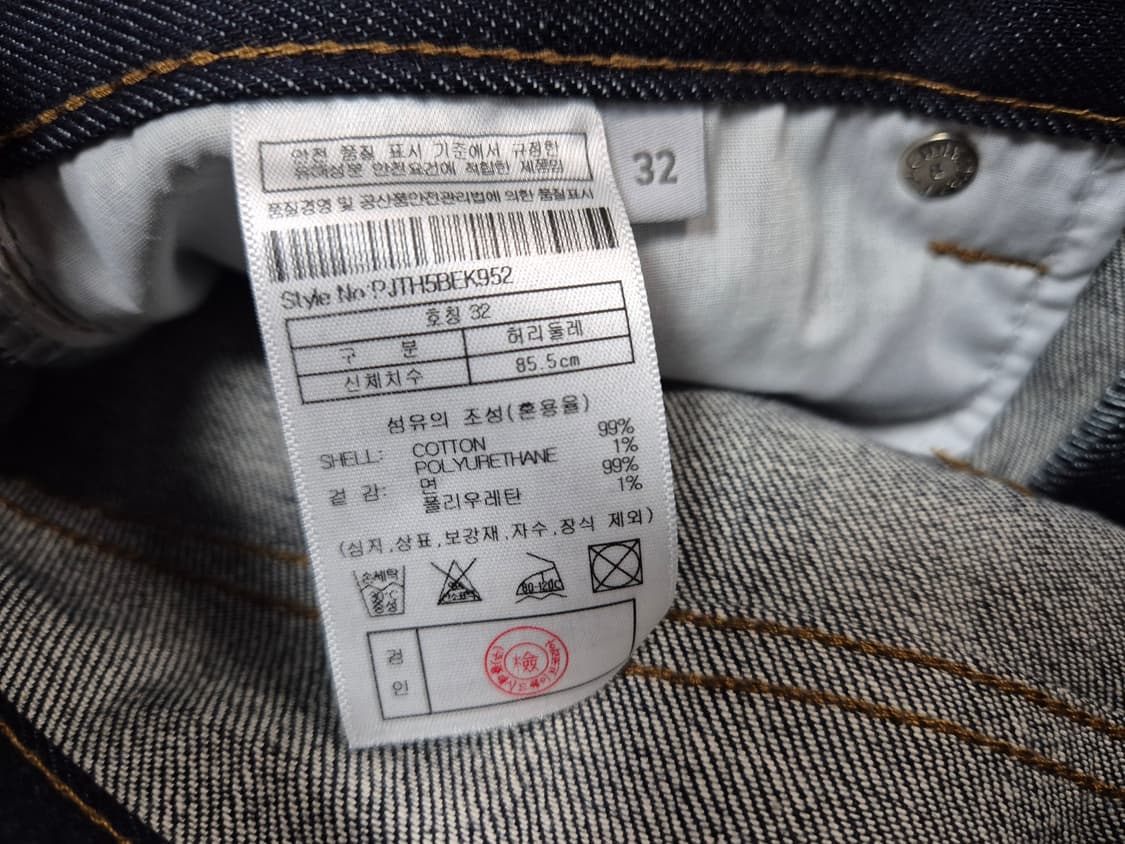 안전 품질 표시 기준에서 규정한
유해성분 안전요건에 적합한 제품임
품질경영 및 공산품안전관리법에 의한 품질표시
32
Style No:PJTH5BEK952
호칭 32
구 분 허리둘레
신체치수 85.5cm
섬유의 조성(혼용율)
SHELL: COTTON 99%
POLYURETHANE 1%
겉 감: 면 99%
폴리우레탄 1%
(심지,상표,보강재,자수,장식 제외)
손세탁
30°C
중성
80-120C
검
인
檢